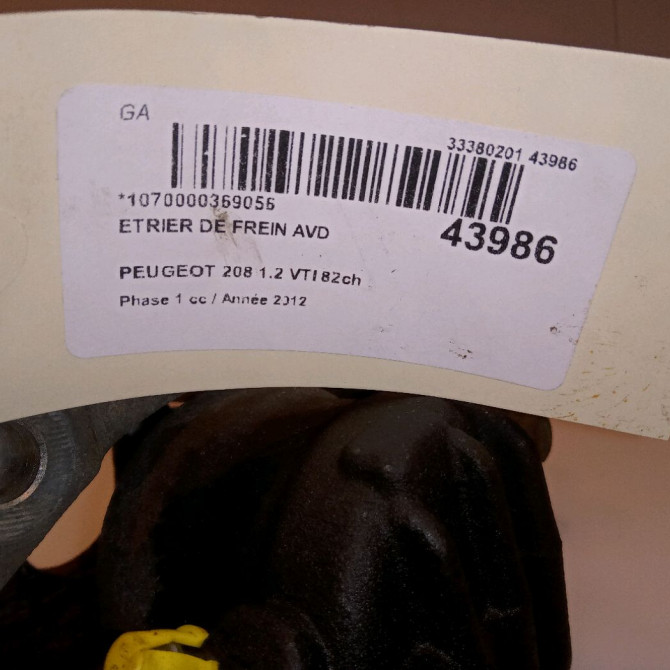 GA
33380201 43986
*1070000369056
43986
ETRIER DE FREIN AVD
PEUGEOT 208 1.2 VTI 82ch
Phase 1 cc / Année 2012